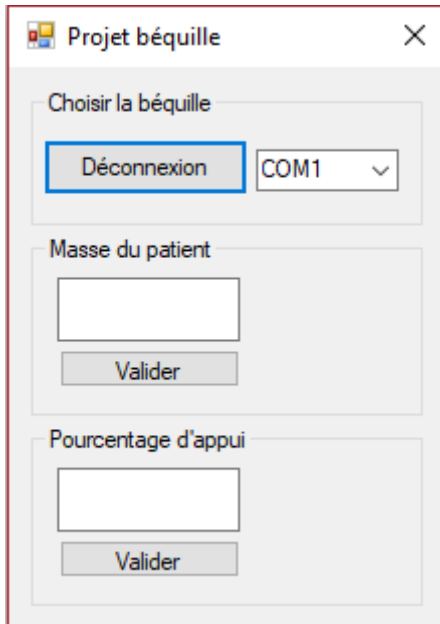 Projet béquille
Choisir la béquille
Déconnexion COM1
Masse du patient
Valider
Pourcentage d'appui
Valider